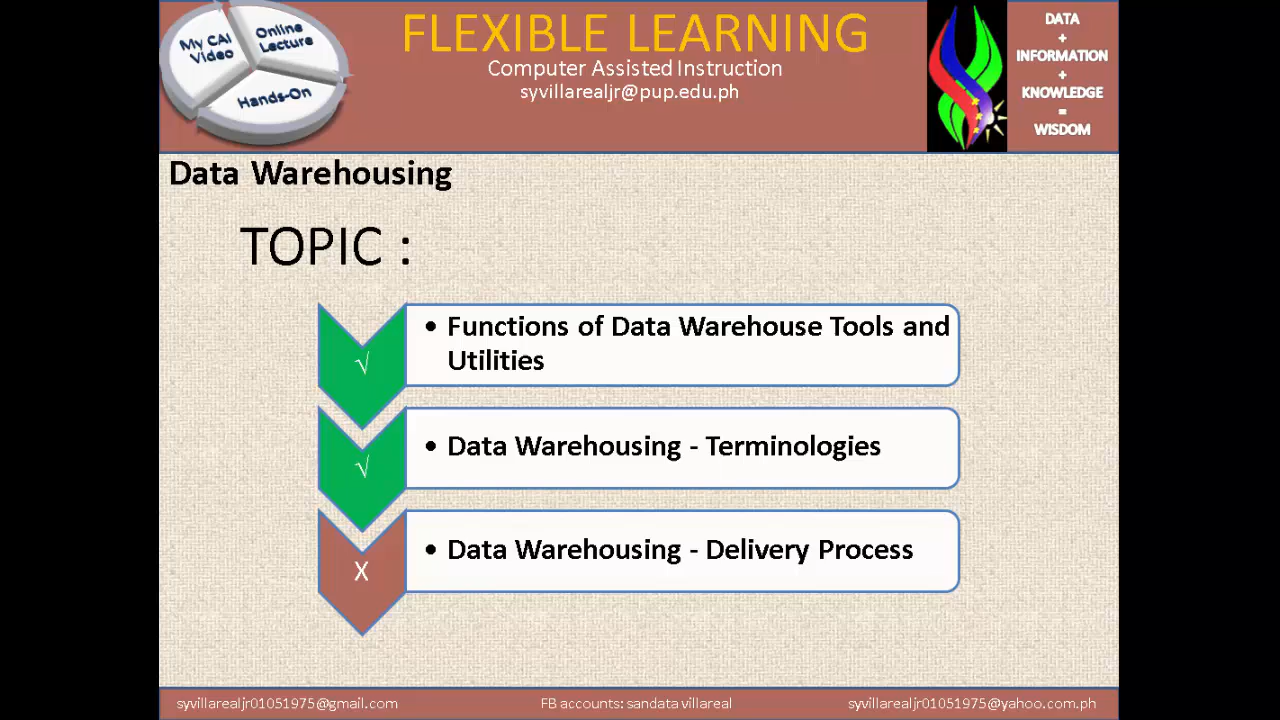 My CAI
Video
Online
Lecture
Hands-On
FLEXIBLE LEARNING
Computer Assisted Instruction
syvillarealjr@pup.edu.ph
DATA
+
INFORMATION
+
KNOWLEDGE
=
WISDOM
Data Warehousing
TOPIC :
√
• Functions of Data Warehouse Tools and
Utilities
√
• Data Warehousing - Terminologies
X
• Data Warehousing - Delivery Process
syvillarealjr01051975@gmail.com
FB accounts: sandata villareal
syvillarealjr01051975@yahoo.com.ph